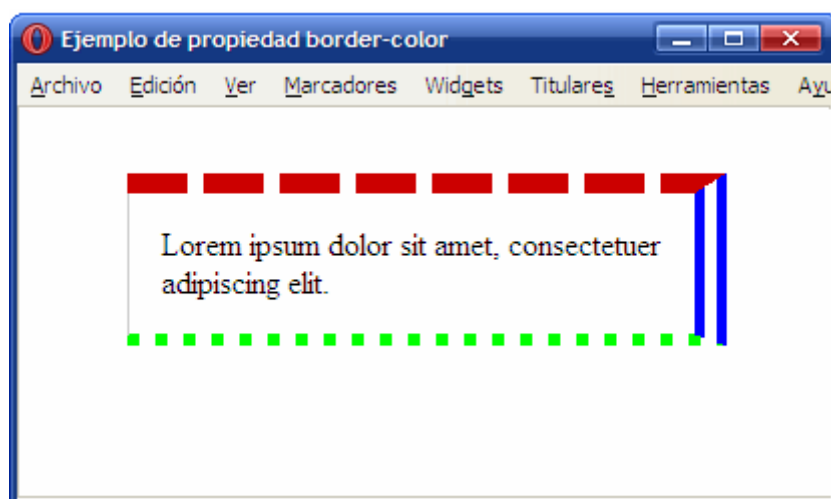 Ejemplo de propiedad border-color
Archivo Edición Ver Marcadores Widgets Titulares Herramientas Ayu
Lorem ipsum dolor sit amet, consectetuer
adipiscing elit.